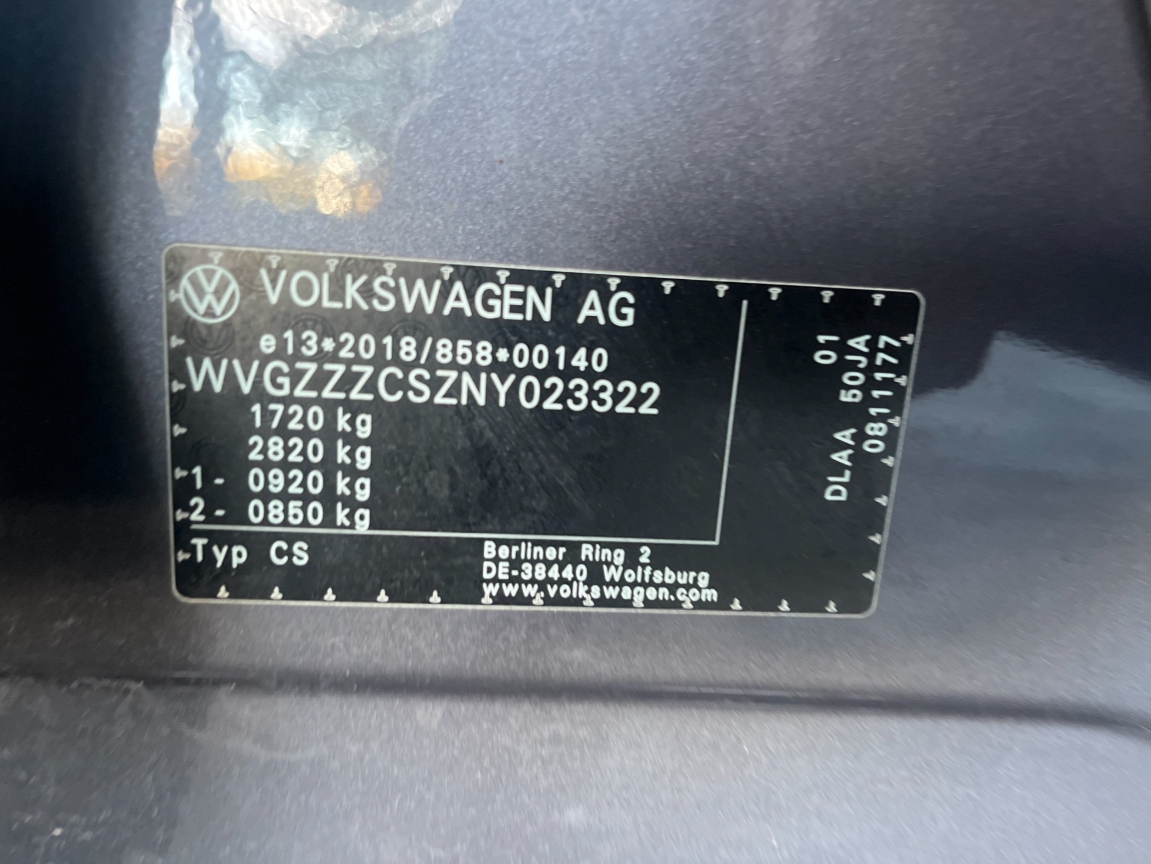 VOLKSWAGEN AG
e13*2018/858*00140
WVGZZZCSZNY023322
1720 kg
2820 kg
1- 0920 kg
2- 0850 kg
Typ CS
Berliner Ring 2
DE-38440 Wolfsburg
www.volkswagen.com
01
DLAA 50JA
0811177